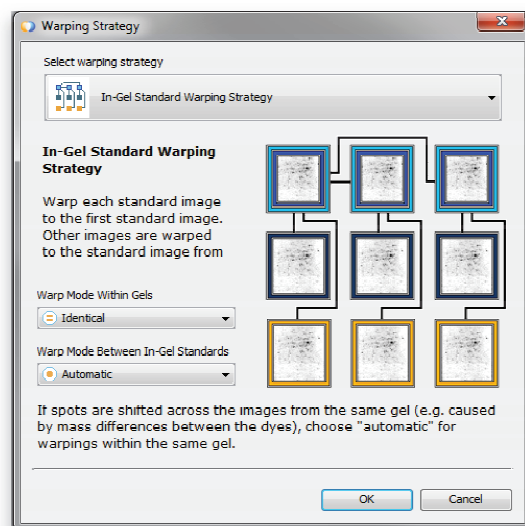 Warping Strategy
Select warping strategy
In-Gel Standard Warping Strategy
In-Gel Standard Warping
Strategy
Warp each standard image
to the first standard image.
Other images are warped
to the standard image from
Warp Mode Within Gels
Identical
Warp Mode Between In-Gel Standards
Automatic
If spots are shifted across the images from the same gel (e.g. caused
by mass differences between the dyes), choose "automatic" for
warpings within the same gel.
OK Cancel